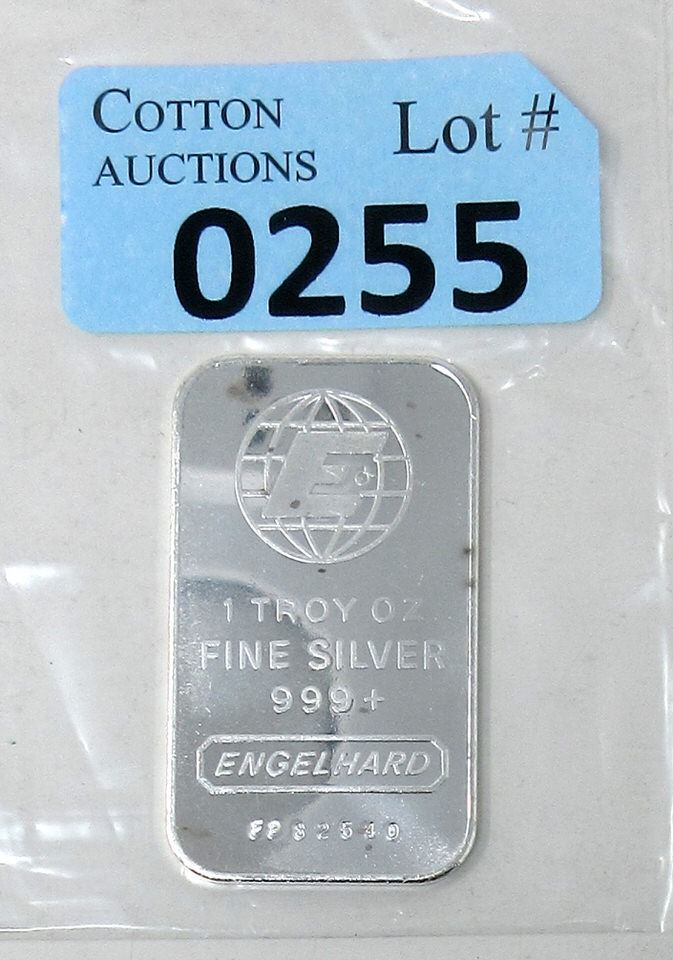 COTTON
AUCTIONS
Lot #
0255
E
1 TROY OZ.
FINE SILVER
999+
ENGELHARD